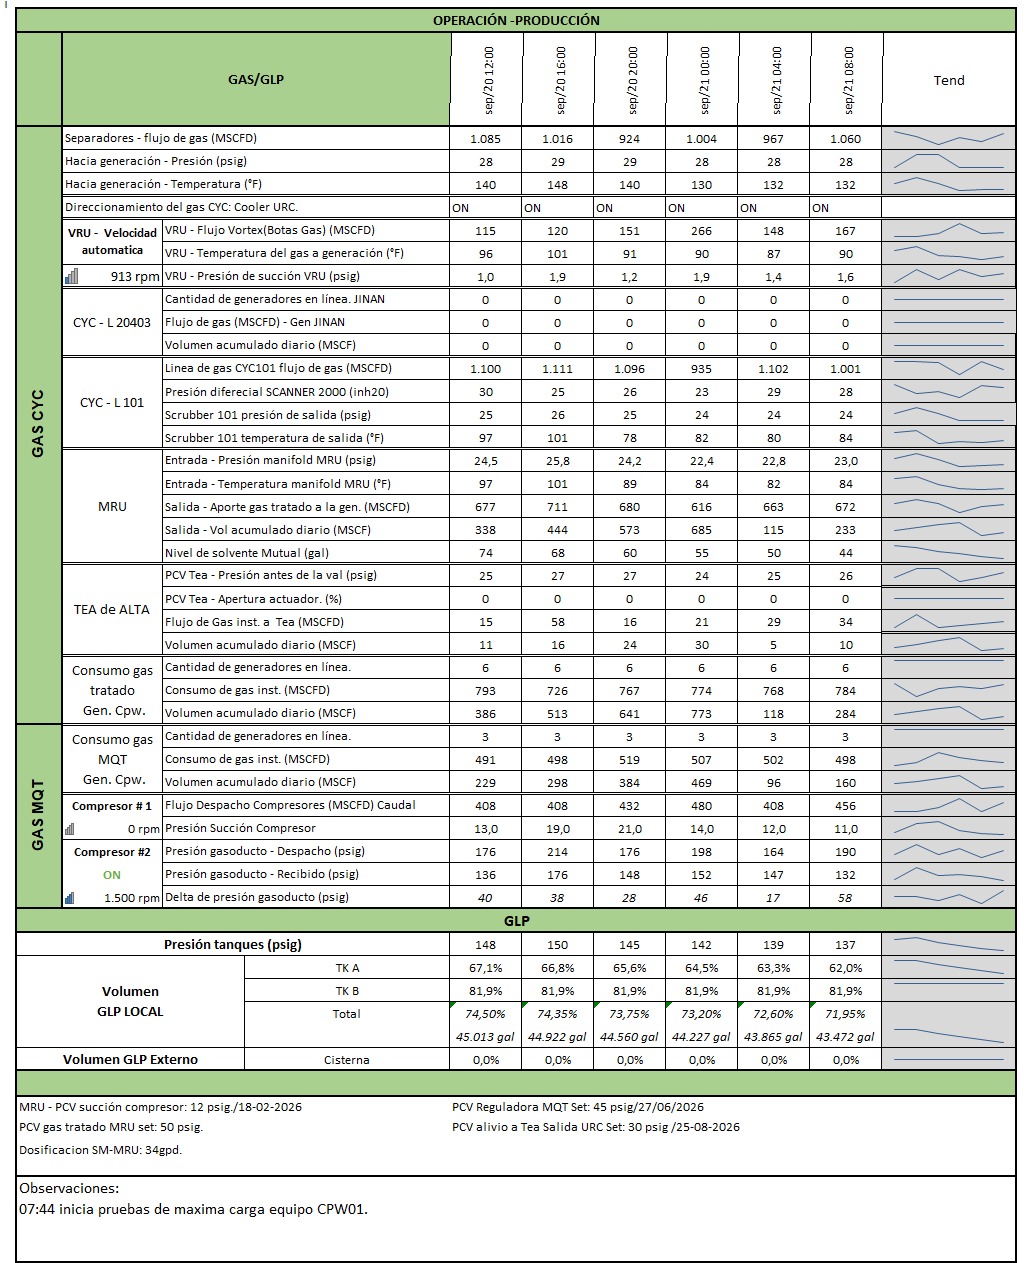 OPERACIÓN -PRODUCCIÓN
GAS/GLP sep/20 12:00 sep/20 16:00 sep/20 20:00 sep/21 00:00 sep/21 04:00 sep/21 08:00 Tend
GAS CYC
Separadores - flujo de gas (MSCFD) 1.085 1.016 924 1.004 967 1.060
Hacia generación - Presión (psig) 28 29 29 28 28 28
Hacia generación - Temperatura (°F) 140 148 140 130 132 132
Direccionamiento del gas CYC: Cooler URC. ON ON ON ON ON ON
VRU - Velocidad automatica
913 rpm
VRU - Flujo Vortex(Botas Gas) (MSCFD) 115 120 151 266 148 167
VRU - Temperatura del gas a generación (°F) 96 101 91 90 87 90
VRU - Presión de succión VRU (psig) 1,0 1,9 1,2 1,9 1,4 1,6
CYC - L 20403
Cantidad de generadores en línea. JINAN 0 0 0 0 0 0
Flujo de gas (MSCFD) - Gen JINAN 0 0 0 0 0 0
Volumen acumulado diario (MSCF) 0 0 0 0 0 0
CYC - L 101
Linea de gas CYC101 flujo de gas (MSCFD) 1.100 1.111 1.096 935 1.102 1.001
Presión diferecial SCANNER 2000 (inh20) 30 25 26 23 29 28
Scrubber 101 presión de salida (psig) 25 26 25 24 24 24
Scrubber 101 temperatura de salida (°F) 97 101 78 82 80 84
MRU
Entrada - Presión manifold MRU (psig) 24,5 25,8 24,2 22,4 22,8 23,0
Entrada - Temperatura manifold MRU (°F) 97 101 89 84 82 84
Salida - Aporte gas tratado a la gen. (MSCFD) 677 711 680 616 663 672
Salida - Vol acumulado diario (MSCF) 338 444 573 685 115 233
Nivel de solvente Mutual (gal) 74 68 60 55 50 44
TEA de ALTA
PCV Tea - Presión antes de la val (psig) 25 27 27 24 25 26
PCV Tea - Apertura actuador. (%) 0 0 0 0 0 0
Flujo de Gas inst. a Tea (MSCFD) 15 58 16 21 29 34
Volumen acumulado diario (MSCF) 11 16 24 30 5 10
Consumo gas tratado Gen. Cpw.
Cantidad de generadores en línea. 6 6 6 6 6 6
Consumo de gas inst. (MSCFD) 793 726 767 774 768 784
Volumen acumulado diario (MSCF) 386 513 641 773 118 284
GAS MQT
Consumo gas MQT Gen. Cpw.
Cantidad de generadores en línea. 3 3 3 3 3 3
Consumo de gas inst. (MSCFD) 491 498 519 507 502 498
Volumen acumulado diario (MSCF) 229 298 384 469 96 160
Compresor # 1
0 rpm
Flujo Despacho Compresores (MSCFD) Caudal 408 408 432 480 408 456
Presión Succión Compresor 13,0 19,0 21,0 14,0 12,0 11,0
Compresor #2
ON
1.500 rpm
Presión gasoducto - Despacho (psig) 176 214 176 198 164 190
Presión gasoducto - Recibido (psig) 136 176 148 152 147 132
Delta de presión gasoducto (psig) 40 38 28 46 17 58
GLP
Presión tanques (psig) 148 150 145 142 139 137
Volumen
GLP LOCAL
TK A 67,1% 66,8% 65,6% 64,5% 63,3% 62,0%
TK B 81,9% 81,9% 81,9% 81,9% 81,9% 81,9%
Total 74,50% 74,35% 73,75% 73,20% 72,60% 71,95%
45.013 gal 44.922 gal 44.560 gal 44.227 gal 43.865 gal 43.472 gal
Volumen GLP Externo Cisterna 0,0% 0,0% 0,0% 0,0% 0,0% 0,0%
MRU - PCV succión compresor: 12 psig./18-02-2026 PCV Reguladora MQT Set: 45 psig/27/06/2026
PCV gas tratado MRU set: 50 psig. PCV alivio a Tea Salida URC Set: 30 psig /25-08-2026
Dosificacion SM-MRU: 34gpd.
Observaciones:
07:44 inicia pruebas de maxima carga equipo CPW01.